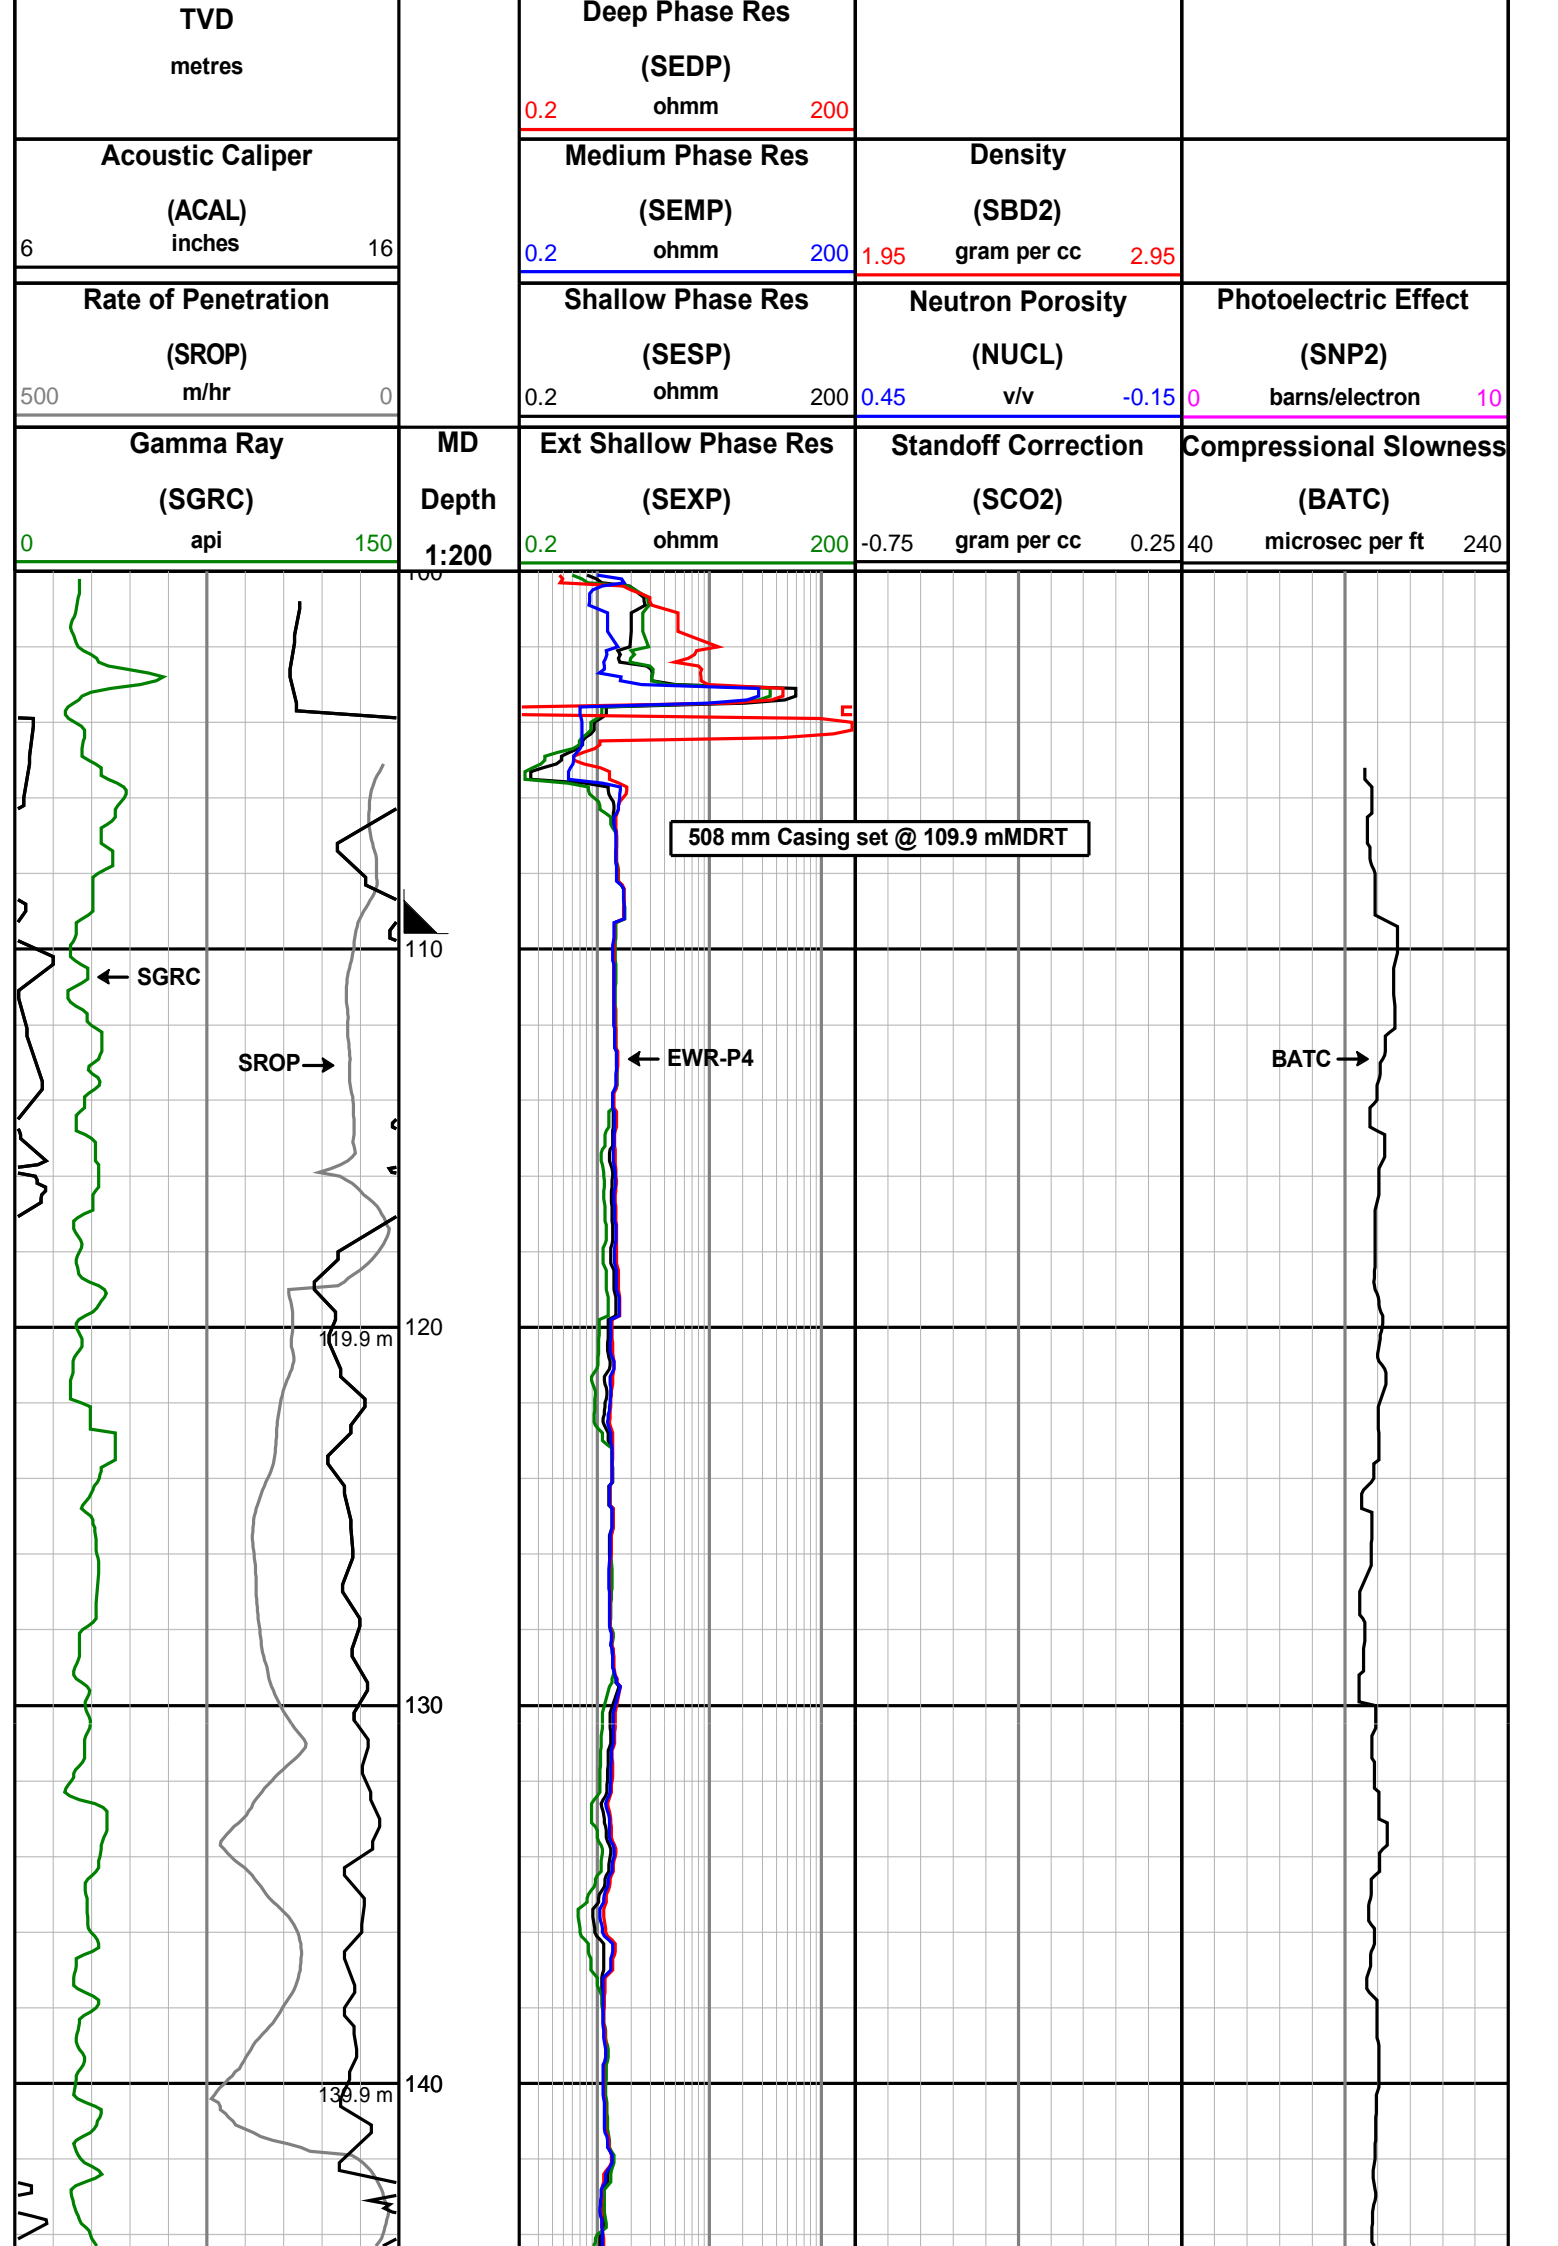 TVD
metres
Acoustic Caliper
(ACAL)
inches
6 16
Rate of Penetration
(SROP)
m/hr
500 0
Gamma Ray
(SGRC)
api
0 150
MD
Depth
1:200
Deep Phase Res
(SEDP)
0.2 ohmm 200
Medium Phase Res
(SEMP)
0.2 ohmm 200
Shallow Phase Res
(SESP)
0.2 ohmm 200
Ext Shallow Phase Res
(SEXP)
0.2 ohmm 200
Density
(SBD2)
1.95 gram per cc 2.95
Neutron Porosity
(NUCL)
0.45 v/v -0.15
Standoff Correction
(SCO2)
-0.75 gram per cc 0.25
Photoelectric Effect
(SNP2)
0 barns/electron 10
Compressional Slowness
(BATC)
40 microsec per ft 240
100
508 mm Casing set @ 109.9 mMDRT
110
SGRC
SROP
EWR-P4
BATC
120
119.9 m
130
140
139.9 m